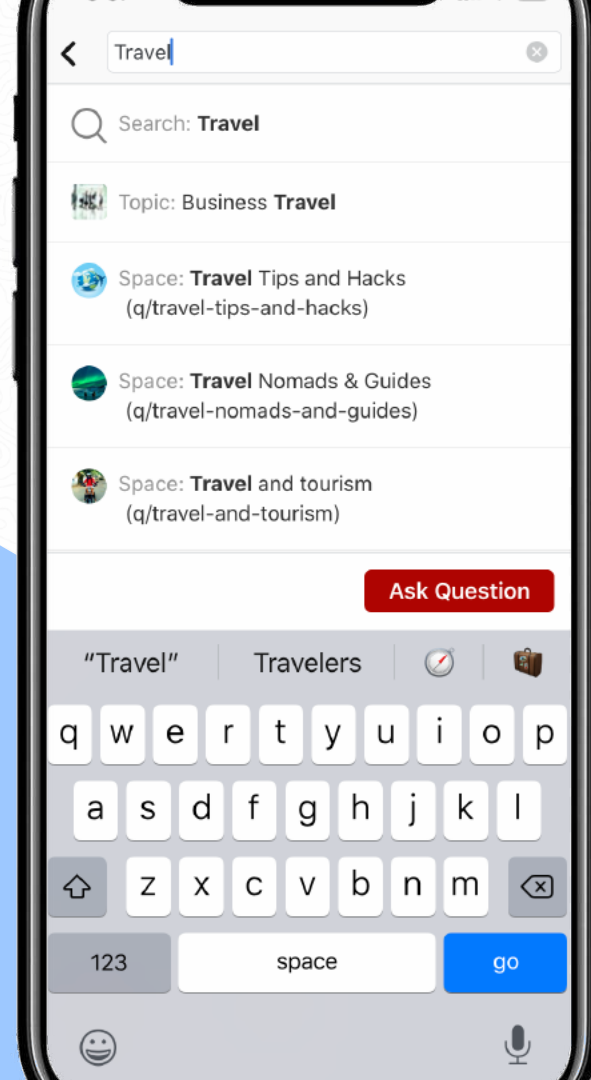 Travel
Search: Travel
Topic: Business Travel
Space: Travel Tips and Hacks
(q/travel-tips-and-hacks)
Space: Travel Nomads & Guides
(q/travel-nomads-and-guides)
Space: Travel and tourism
(q/travel-and-tourism)
Ask Question
“Travel” Travelers
q w e r t y u i o p
a s d f g h j k l
z x c v b n m
123 space go